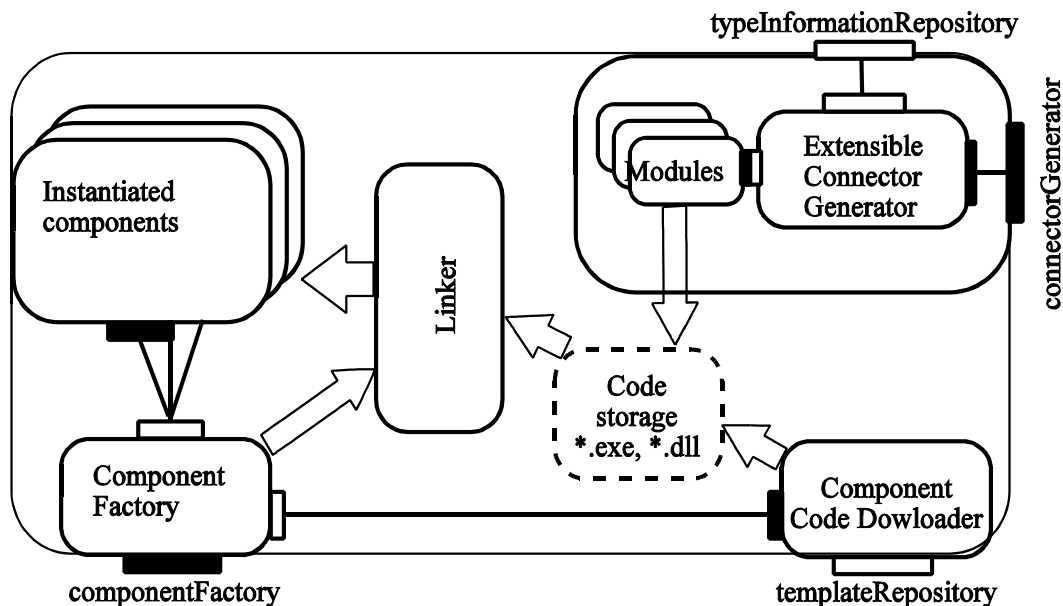 typeInformationRepository
Instantiated
components
Modules
Extensible
Connector
Generator
connectorGenerator
Linker
Code
storage
*.exe, *.dll
Component
Factory
Component
Code Dowloader
componentFactory
templateRepository